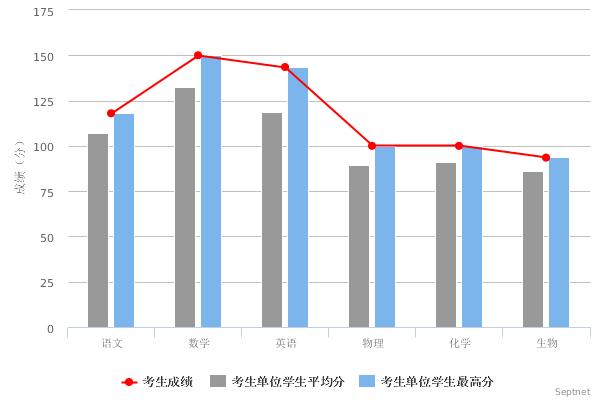 175
150
125
100
75
50
25
0
成绩（分）
语文 数学 英语 物理 化学 生物
考生成绩 考生单位学生平均分 考生单位学生最高分
Septnet